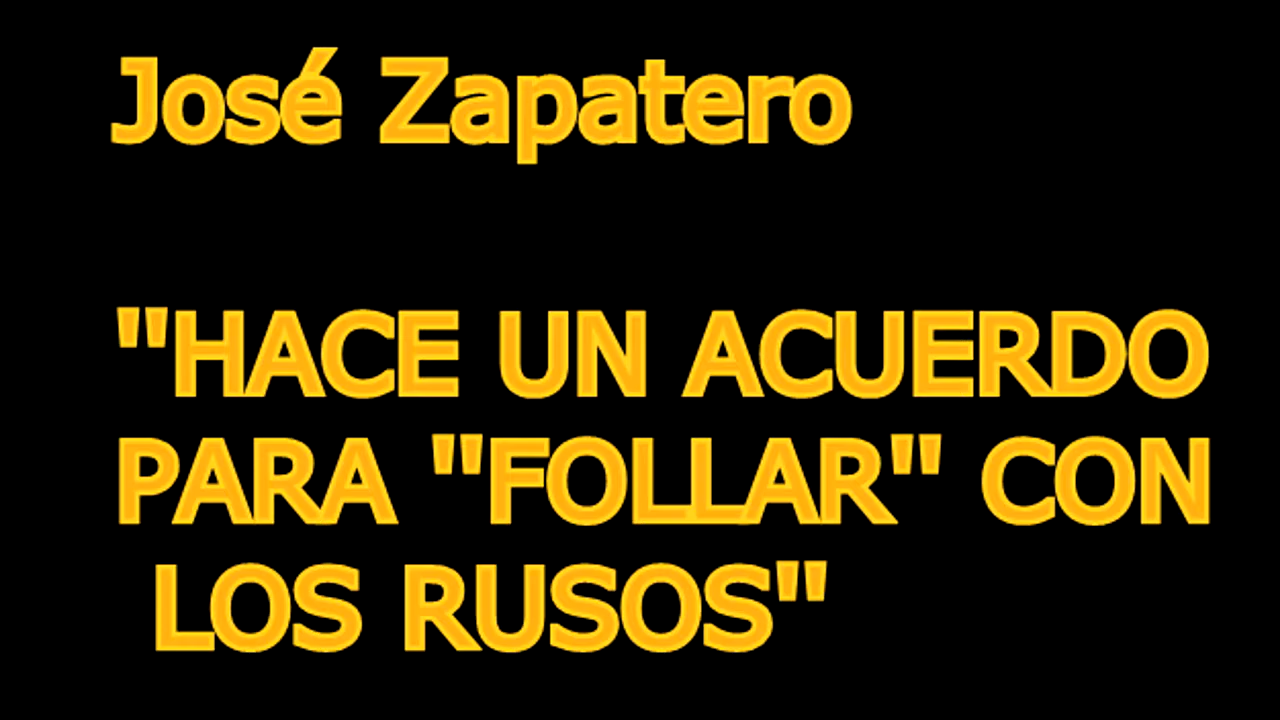 José Zapatero
"HACE UN ACUERDO
PARA "FOLLAR" CON
LOS RUSOS"